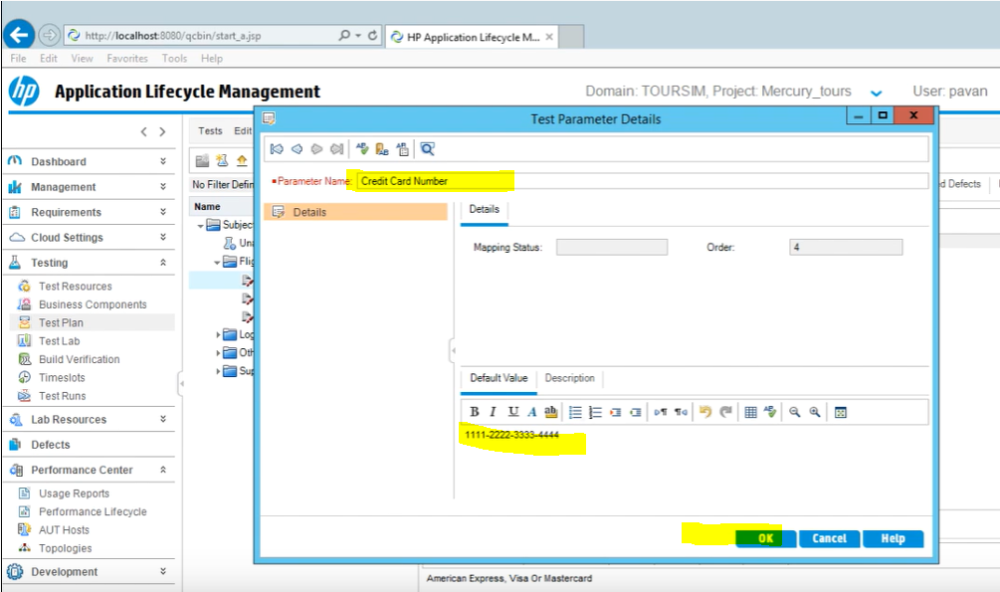 http://localhost:8080/qcbin/start_a.jsp
HP Application Lifecycle M...
File Edit View Favorites Tools Help
hp Application Lifecycle Management
Domain: TOURSIM, Project: Mercury_tours
User: pavan
Dashboard
Management
Requirements
Cloud Settings
Testing
Test Resources
Business Components
Test Plan
Test Lab
Build Verification
Timeslots
Test Runs
Lab Resources
Defects
Performance Center
Usage Reports
Performance Lifecycle
AUT Hosts
Topologies
Development
Tests Edit
No Filter Defin
Name
Subjec
Una
Flig
Log
Oth
Sup
d Defects
Test Parameter Details
Parameter Name: Credit Card Number
Details
Details
Mapping Status:
Order: 4
Default Value Description
B I U A ab
1111-2222-3333-4444
OK Cancel Help
American Express, Visa Or Mastercard